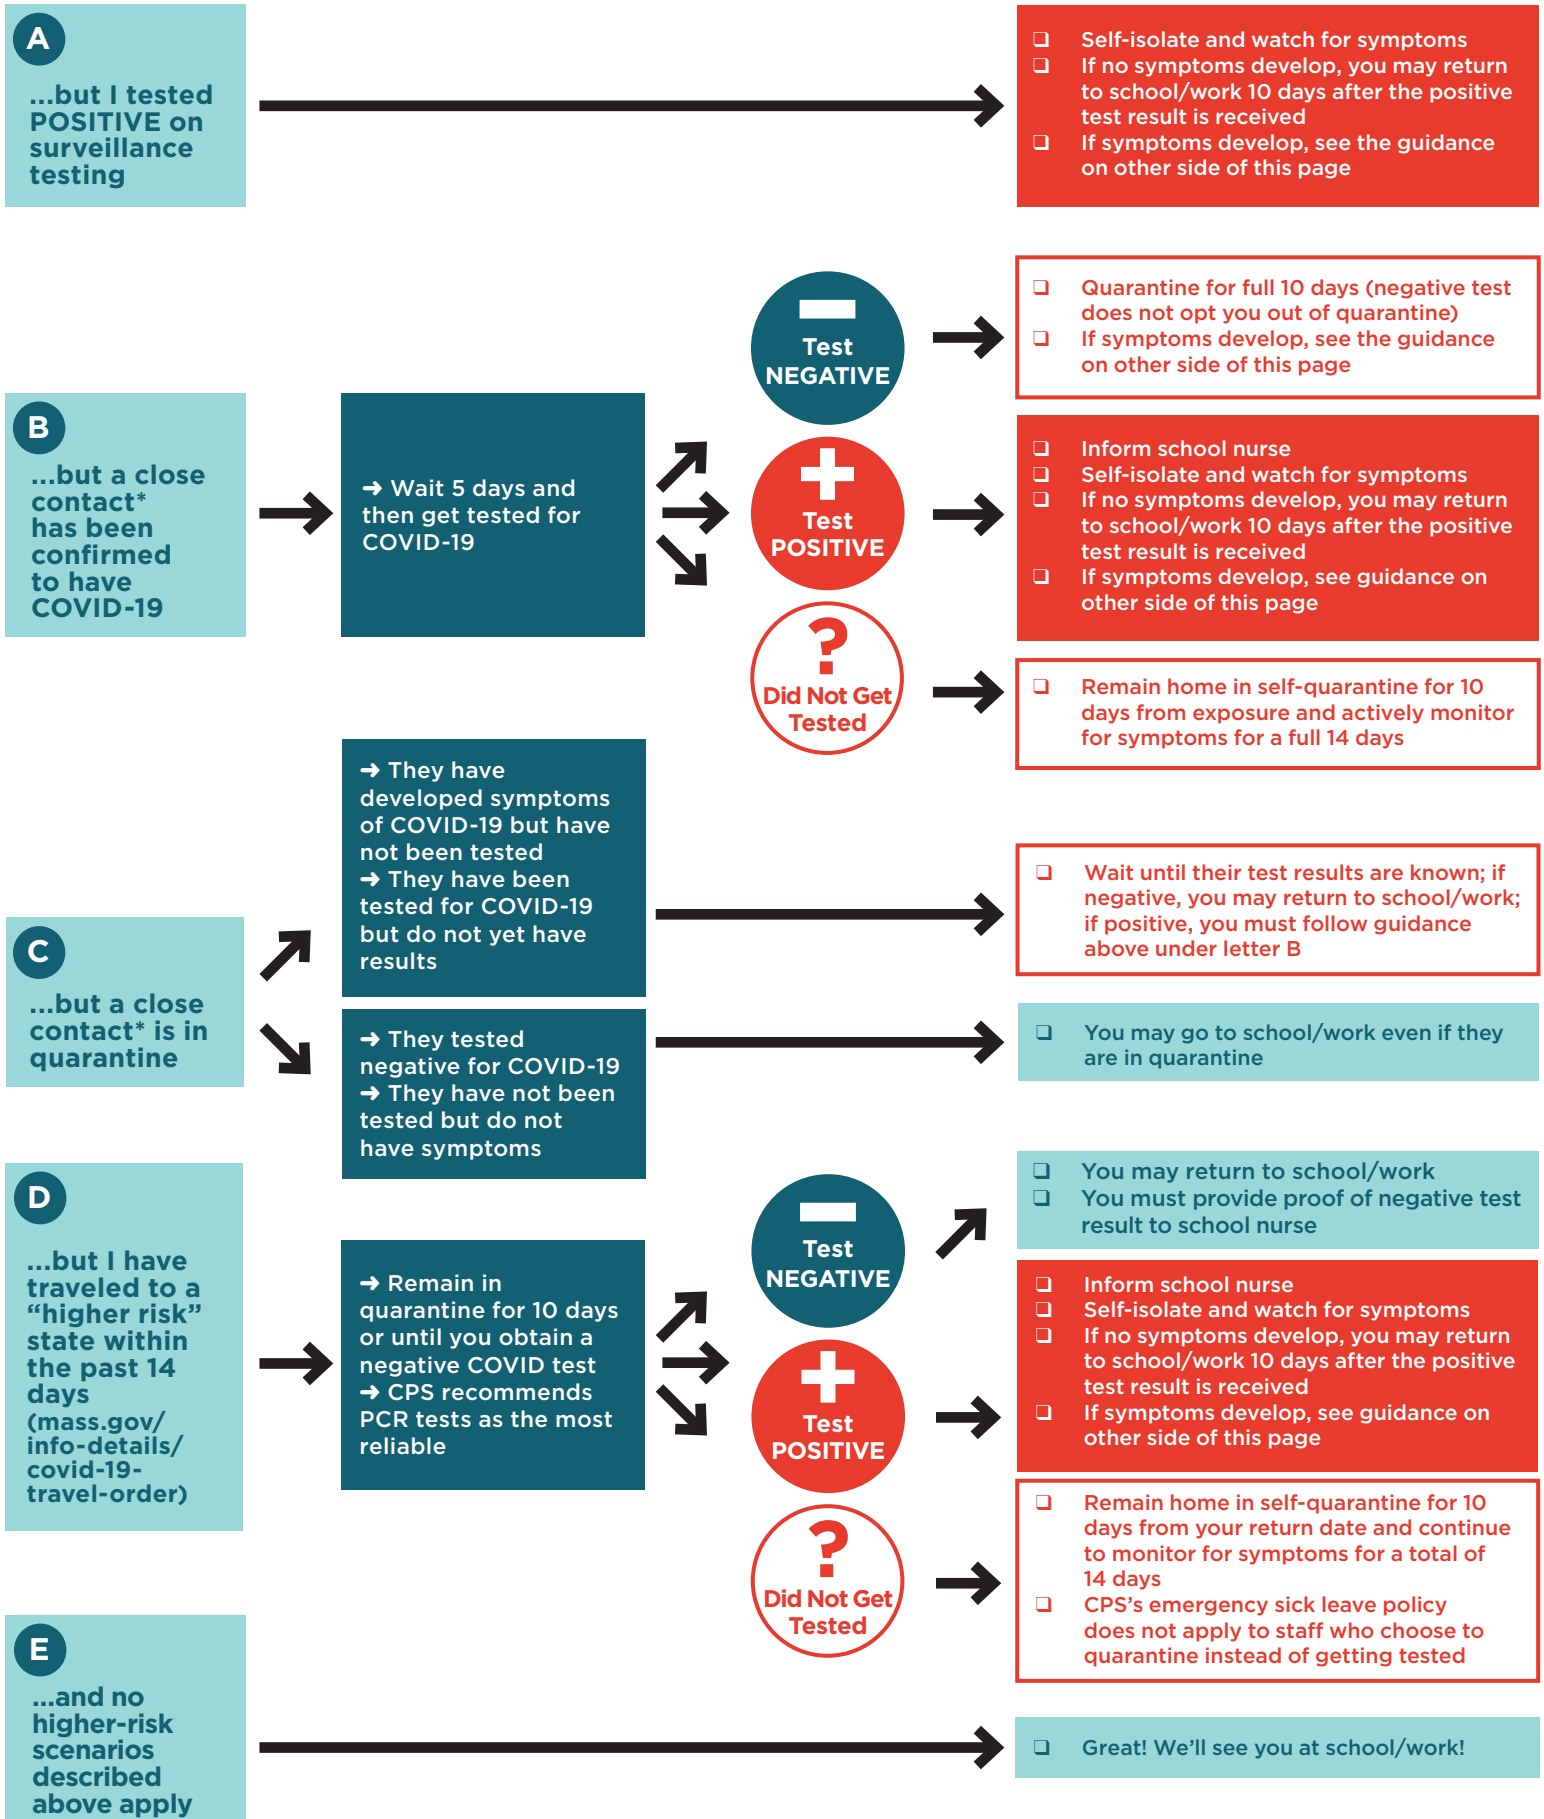 A
...but I tested
POSITIVE on
surveillance
testing
❏ Self-isolate and watch for symptoms
❏ If no symptoms develop, you may return
to school/work 10 days after the positive
test result is received
❏ If symptoms develop, see the guidance
on other side of this page
B
...but a close
contact*
has been
confirmed
to have
COVID-19
➜ Wait 5 days and
then get tested for
COVID-19
Test
NEGATIVE
❏ Quarantine for full 10 days (negative test
does not opt you out of quarantine)
❏ If symptoms develop, see the guidance
on other side of this page
Test
POSITIVE
❏ Inform school nurse
❏ Self-isolate and watch for symptoms
❏ If no symptoms develop, you may return
to school/work 10 days after the positive
test result is received
❏ If symptoms develop, see guidance on
other side of this page
?
Did Not Get
Tested
❏ Remain home in self-quarantine for 10
days from exposure and actively monitor
for symptoms for a full 14 days
C
...but a close
contact* is in
quarantine
➜ They have
developed symptoms
of COVID-19 but have
not been tested
➜ They have been
tested for COVID-19
but do not yet have
results
❏ Wait until their test results are known; if
negative, you may return to school/work;
if positive, you must follow guidance
above under letter B
➜ They tested
negative for COVID-19
➜ They have not been
tested but do not
have symptoms
❏ You may go to school/work even if they
are in quarantine
D
...but I have
traveled to a
“higher risk”
state within
the past 14
days
(mass.gov/
info-details/
covid-19-
travel-order)
➜ Remain in
quarantine for 10 days
or until you obtain a
negative COVID test
➜ CPS recommends
PCR tests as the most
reliable
Test
NEGATIVE
❏ You may return to school/work
❏ You must provide proof of negative test
result to school nurse
Test
POSITIVE
❏ Inform school nurse
❏ Self-isolate and watch for symptoms
❏ If no symptoms develop, you may return
to school/work 10 days after the positive
test result is received
❏ If symptoms develop, see guidance on
other side of this page
?
Did Not Get
Tested
❏ Remain home in self-quarantine for 10
days from your return date and continue
to monitor for symptoms for a total of
14 days
❏ CPS’s emergency sick leave policy
does not apply to staff who choose to
quarantine instead of getting tested
E
...and no
higher-risk
scenarios
described
above apply
❏ Great! We’ll see you at school/work!